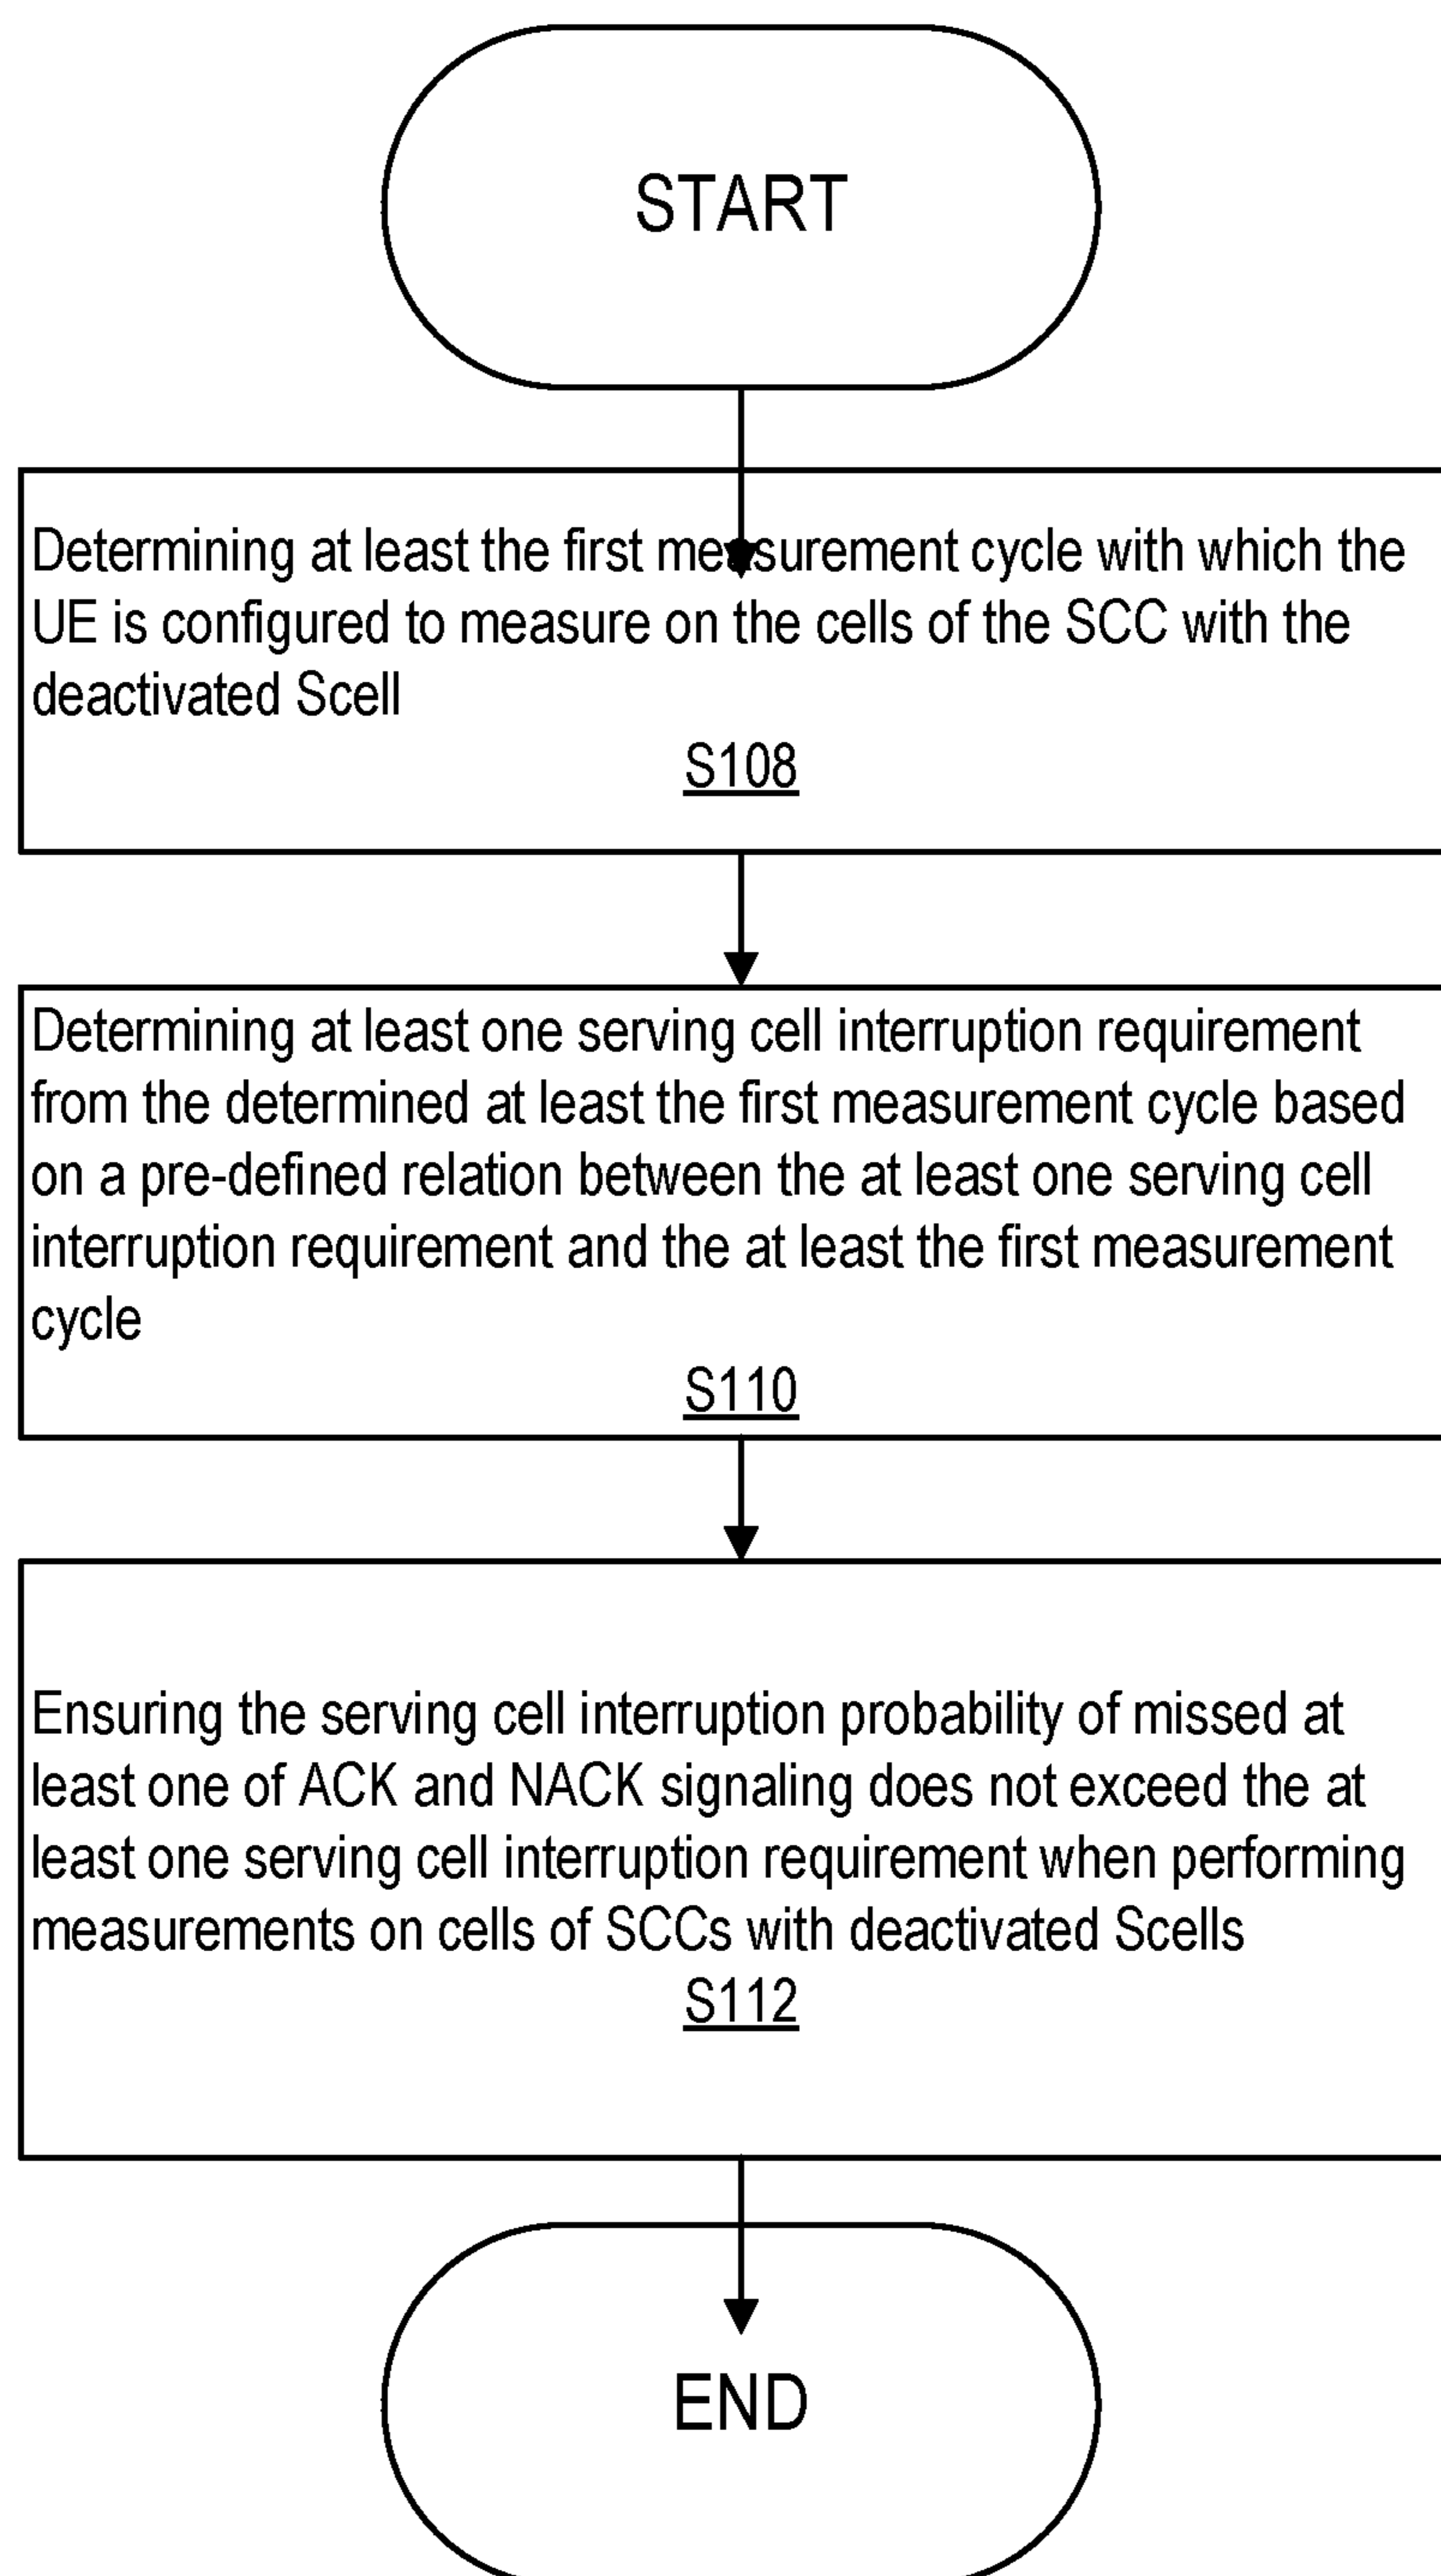 START
Determining at least the first measurement cycle with which the
UE is configured to measure on the cells of the SCC with the
deactivated Scell
S108
Determining at least one serving cell interruption requirement
from the determined at least the first measurement cycle based
on a pre-defined relation between the at least one serving cell
interruption requirement and the at least the first measurement
cycle
S110
Ensuring the serving cell interruption probability of missed at
least one of ACK and NACK signaling does not exceed the at
least one serving cell interruption requirement when performing
measurements on cells of SCCs with deactivated Scells
S112
END